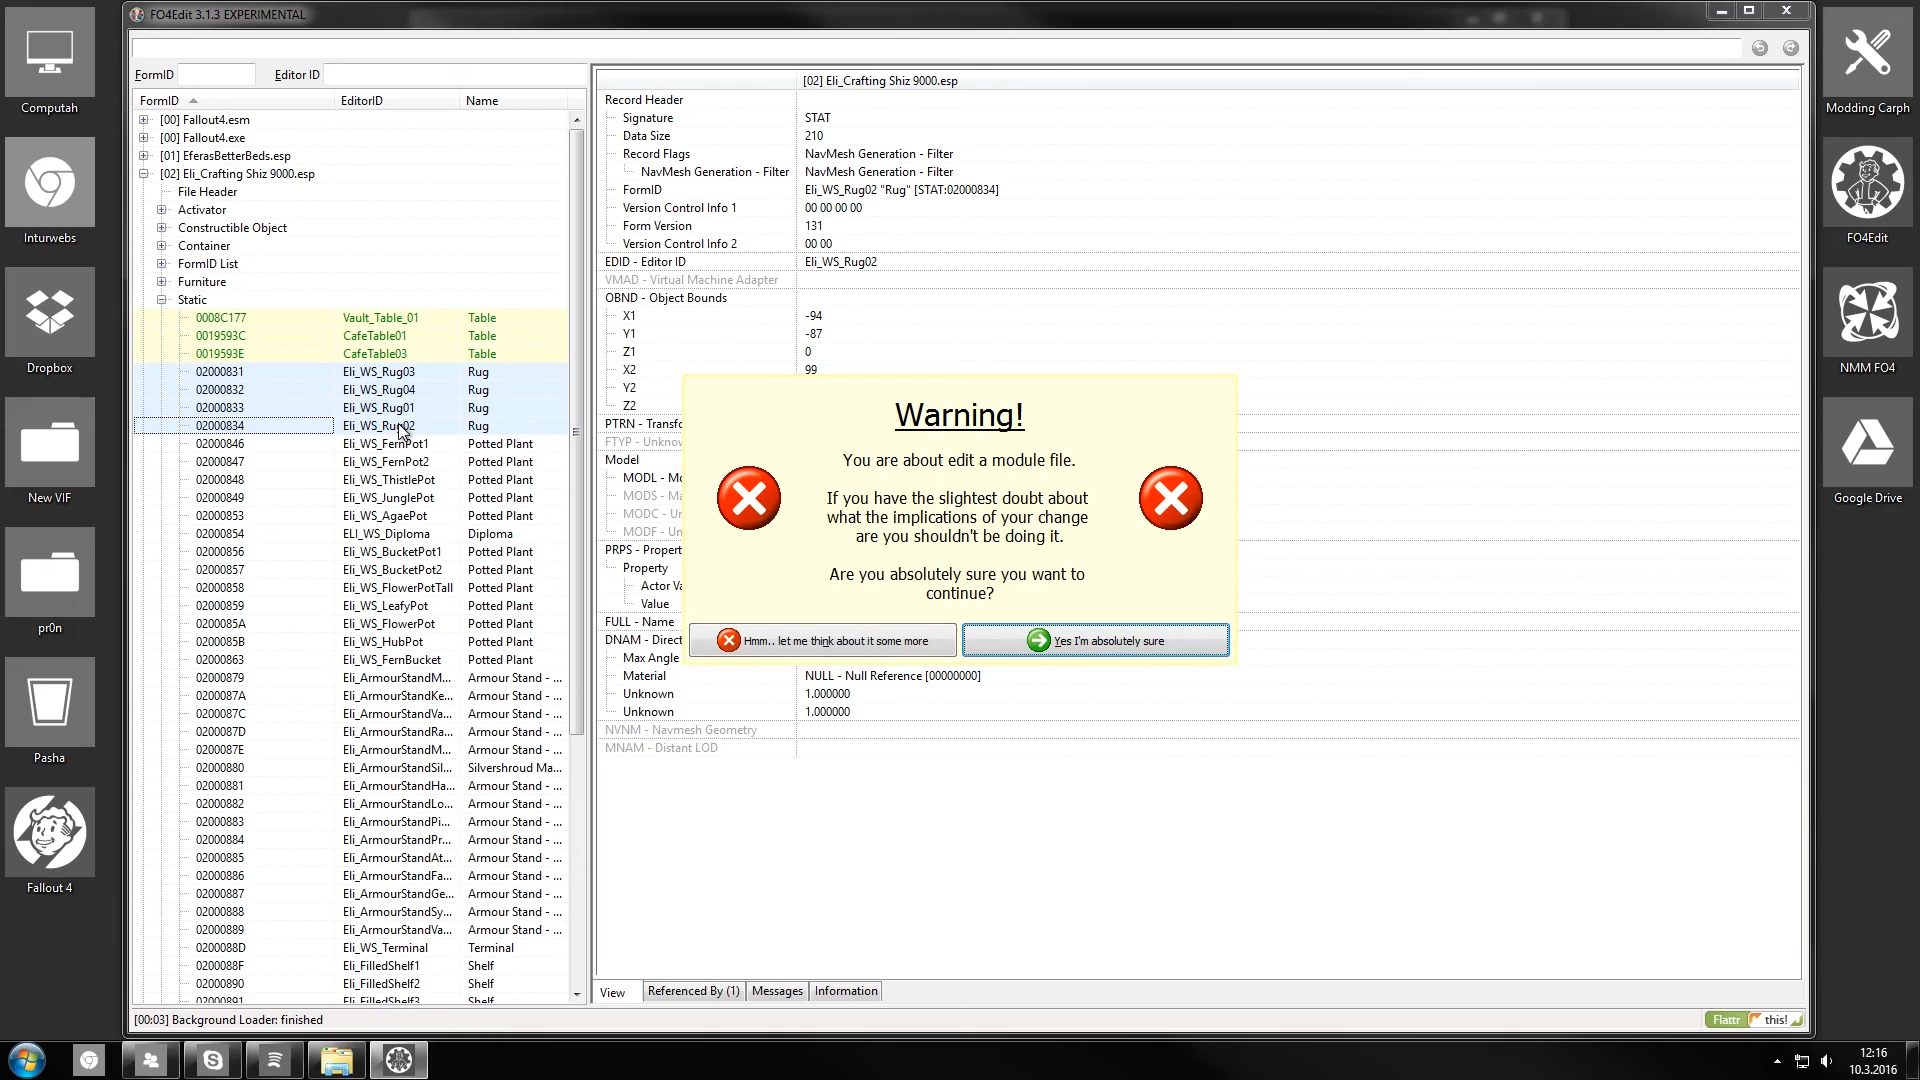 FO4Edit 3.1.3 EXPERIMENTAL
Computah
Inturwebs
Dropbox
New VIF
pr0n
Pasha
Fallout 4
Modding Carph
FO4Edit
NMM FO4
Google Drive
FormID
Editor ID
FormID EditorID Name
[00] Fallout4.esm
[00] Fallout4.exe
[01] EferasBetterBeds.esp
[02] Eli_Crafting Shiz 9000.esp
File Header
Activator
Constructible Object
Container
FormID List
Furniture
Static
0008C177 Vault_Table_01 Table
0019593C CafeTable01 Table
0019593E CafeTable03 Table
02000831 Eli_WS_Rug03 Rug
02000832 Eli_WS_Rug04 Rug
02000833 Eli_WS_Rug01 Rug
02000834 Eli_WS_Rug02 Rug
02000846 Eli_WS_FernPot1 Potted Plant
02000847 Eli_WS_FernPot2 Potted Plant
02000848 Eli_WS_ThistlePot Potted Plant
02000849 Eli_WS_JunglePot Potted Plant
02000853 Eli_WS_AgaePot Potted Plant
02000854 ELI_WS_Diploma Diploma
02000856 Eli_WS_BucketPot1 Potted Plant
02000857 Eli_WS_BucketPot2 Potted Plant
02000858 Eli_WS_FlowerPotTall Potted Plant
02000859 Eli_WS_LeafyPot Potted Plant
0200085A Eli_WS_FlowerPot Potted Plant
0200085B Eli_WS_HubPot Potted Plant
02000863 Eli_WS_FernBucket Potted Plant
02000879 Eli_ArmourStandM... Armour Stand - ...
0200087A Eli_ArmourStandKe... Armour Stand - ...
0200087C Eli_ArmourStandVa... Armour Stand - ...
0200087D Eli_ArmourStandRa... Armour Stand - ...
0200087E Eli_ArmourStandM... Armour Stand - ...
02000880 Eli_ArmourStandSil... Silvershroud Ma...
02000881 Eli_ArmourStandHa... Armour Stand - ...
02000882 Eli_ArmourStandLo... Armour Stand - ...
02000883 Eli_ArmourStandPi... Armour Stand - ...
02000884 Eli_ArmourStandPr... Armour Stand - ...
02000885 Eli_ArmourStandAt... Armour Stand - ...
02000886 Eli_ArmourStandFa... Armour Stand - ...
02000887 Eli_ArmourStandGe... Armour Stand - ...
02000888 Eli_ArmourStandSy... Armour Stand - ...
02000889 Eli_ArmourStandVa... Armour Stand - ...
0200088D Eli_WS_Terminal Terminal
0200088F Eli_FilledShelf1 Shelf
02000890 Eli_FilledShelf2 Shelf
02000891 Eli_FilledShelf3 Shelf
[02] Eli_Crafting Shiz 9000.esp
Record Header
Signature STAT
Data Size 210
Record Flags NavMesh Generation - Filter
NavMesh Generation - Filter NavMesh Generation - Filter
FormID Eli_WS_Rug02 "Rug" [STAT:02000834]
Version Control Info 1 00 00 00 00
Form Version 131
Version Control Info 2 00 00
EDID - Editor ID Eli_WS_Rug02
VMAD - Virtual Machine Adapter
OBND - Object Bounds
X1 -94
Y1 -87
Z1 0
X2 99
Y2
Z2
PTRN - Transfo
FTYP - Unknow
Model
MODL - Mo
MODS - Ma
MODC - U
MODF - Un
PRPS - Propert
Property
Actor Va
Value
FULL - Name
DNAM - Direct
Max Angle
Material NULL - Null Reference [00000000]
Unknown 1.000000
Unknown 1.000000
NVNM - Navmesh Geometry
MNAM - Distant LOD
Warning!
You are about edit a module file.
If you have the slightest doubt about
what the implications of your change
are you shouldn't be doing it.
Are you absolutely sure you want to
continue?
Hmm.. let me think about it some more
Yes I'm absolutely sure
View Referenced By (1) Messages Information
[00:03] Background Loader: finished
Flattr this!
12:16
10.3.2016